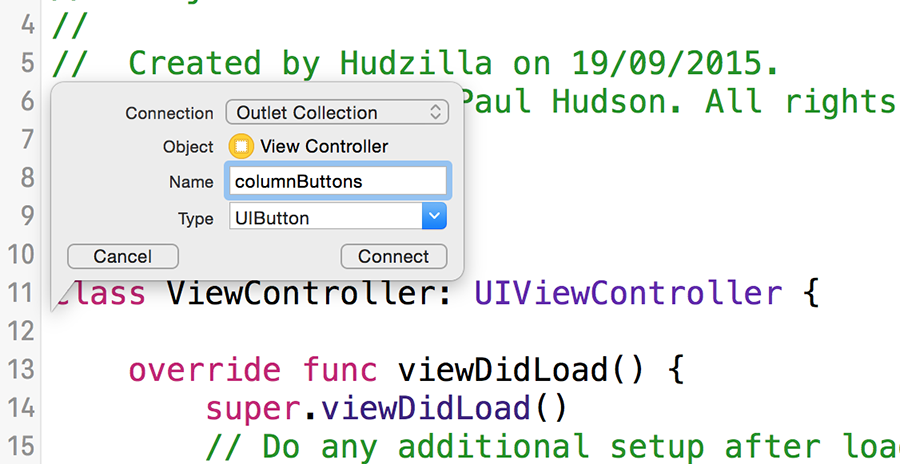 4 //
5 // Created by Hudzilla on 19/09/2015.
6 Paul Hudson. All rights
7
8
9
10
Connection Outlet Collection
Object View Controller
Name columnButtons
Type UIButton
Cancel Connect
11 class ViewController: UIViewController {
12
13 override func viewDidLoad() {
14 super.viewDidLoad()
15 // Do any additional setup after loa